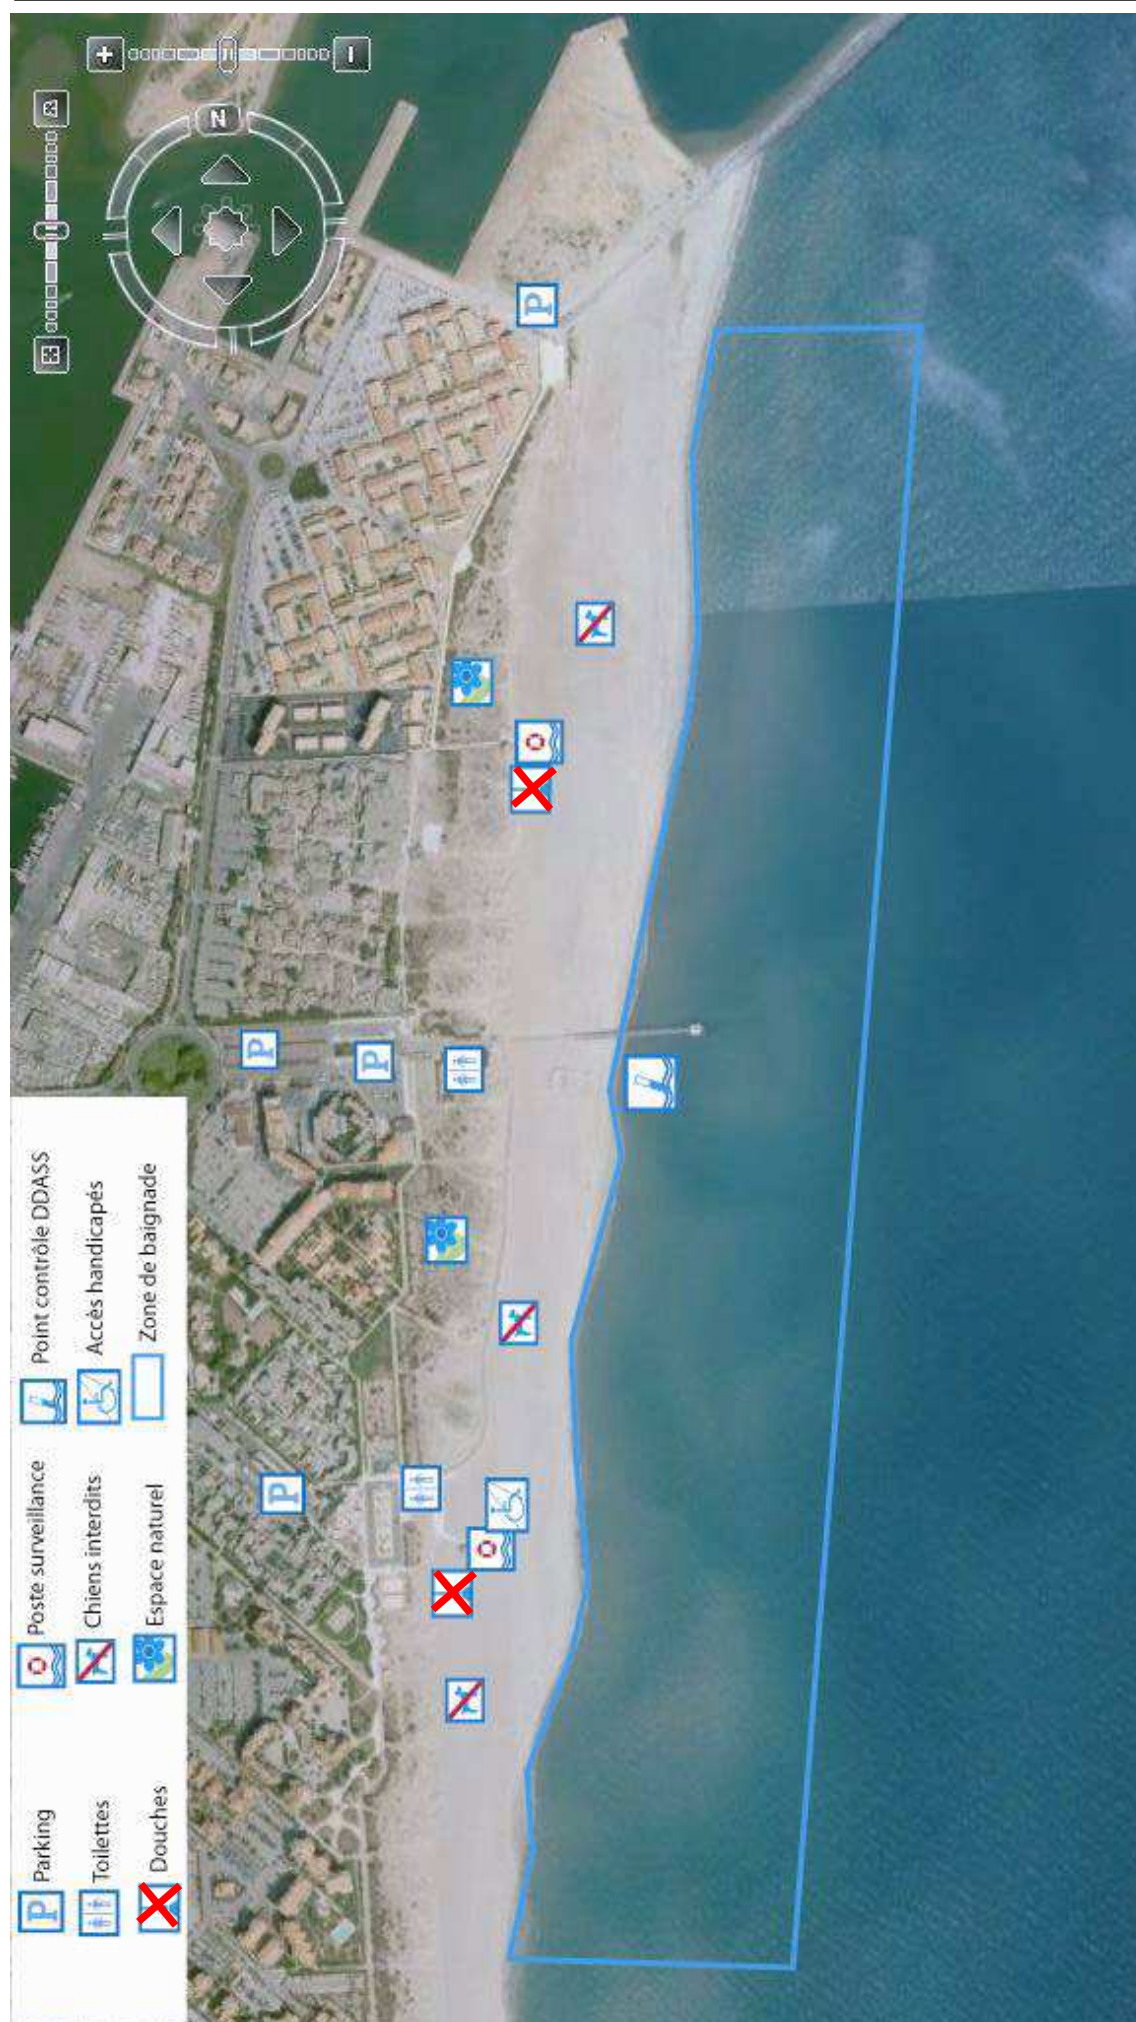 Parking
Toilettes
Douches
Poste surveillance
Chiens interdits
Espace naturel
Point contrôle DDASS
Accès handicapés
Zone de baignade
P
P
P
P
P
N